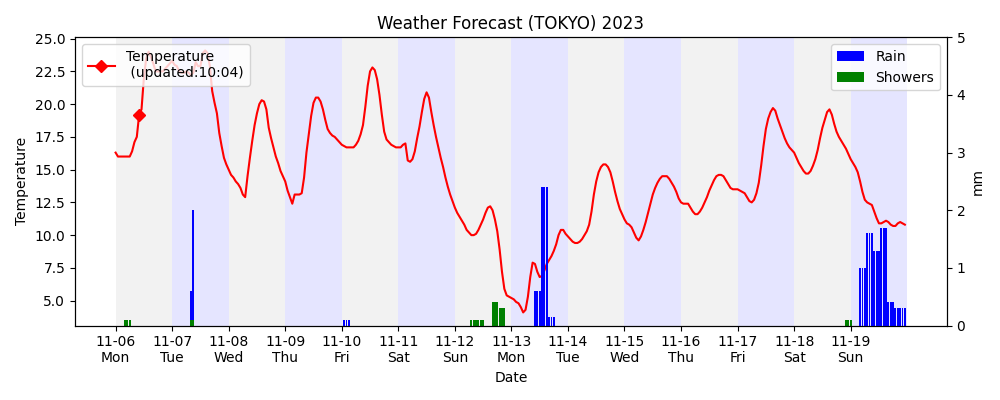 Weather Forecast (TOKYO) 2023
Temperature
(updated:10:04)
Rain
Showers
Temperature
25.0
22.5
20.0
17.5
15.0
12.5
10.0
7.5
5.0
5
4
3
2
1
0
mm
11-06 11-07 11-08 11-09 11-10 11-11 11-12 11-13 11-14 11-15 11-16 11-17 11-18 11-19
Mon Tue Wed Thu Fri Sat Sun Mon Tue Wed Thu Fri Sat Sun
Date